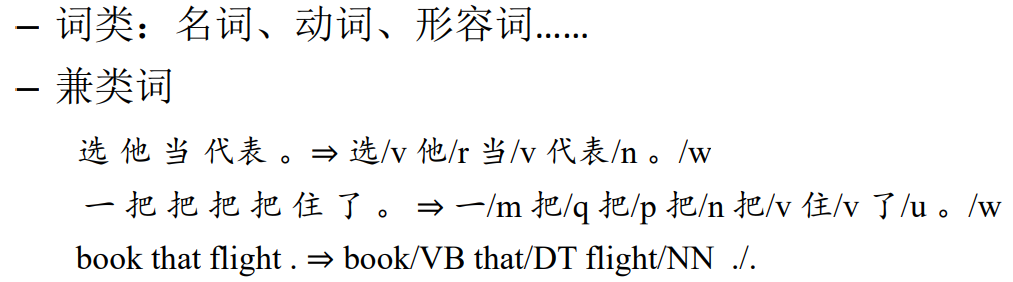 – 词类：名词、动词、形容词……
– 兼类词
选 他 当 代表 。⇒ 选/v 他/r 当/v 代表/n 。/w
一 把 把 把 把 住 了 。 ⇒ 一/m 把/q 把/p 把/n 把/v 住/v 了/u 。/w
book that flight . ⇒ book/VB that/DT flight/NN ./.